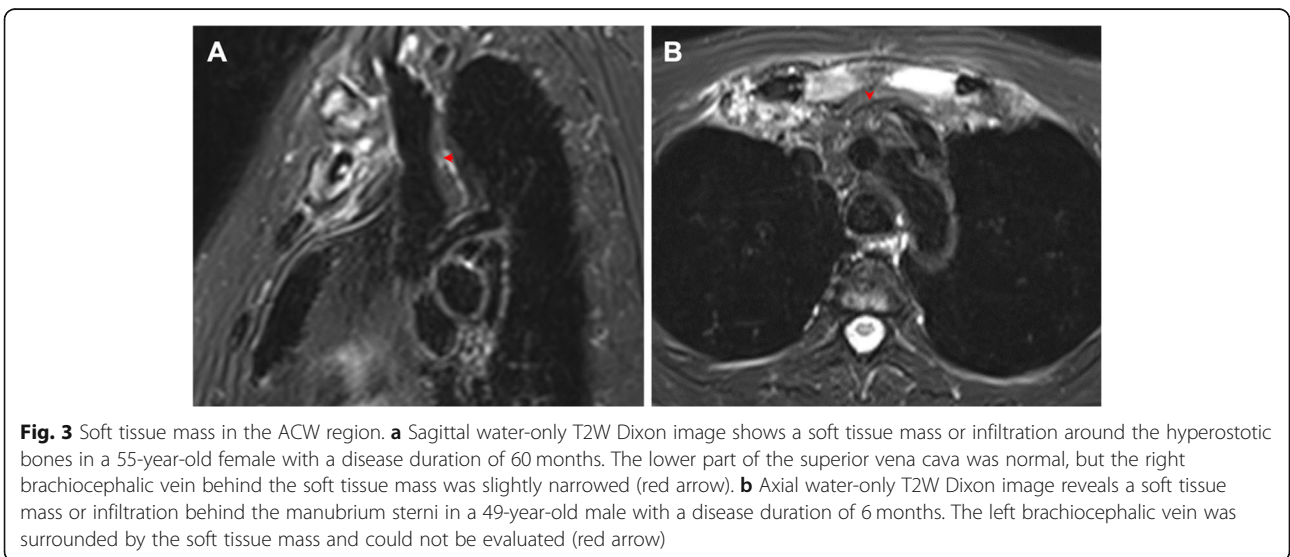 A
B
Fig. 3 Soft tissue mass in the ACW region. a Sagittal water-only T2W Dixon image shows a soft tissue mass or infiltration around the hyperostotic
bones in a 55-year-old female with a disease duration of 60 months. The lower part of the superior vena cava was normal, but the right
brachiocephalic vein behind the soft tissue mass was slightly narrowed (red arrow). b Axial water-only T2W Dixon image reveals a soft tissue
mass or infiltration behind the manubrium sterni in a 49-year-old male with a disease duration of 6 months. The left brachiocephalic vein was
surrounded by the soft tissue mass and could not be evaluated (red arrow)